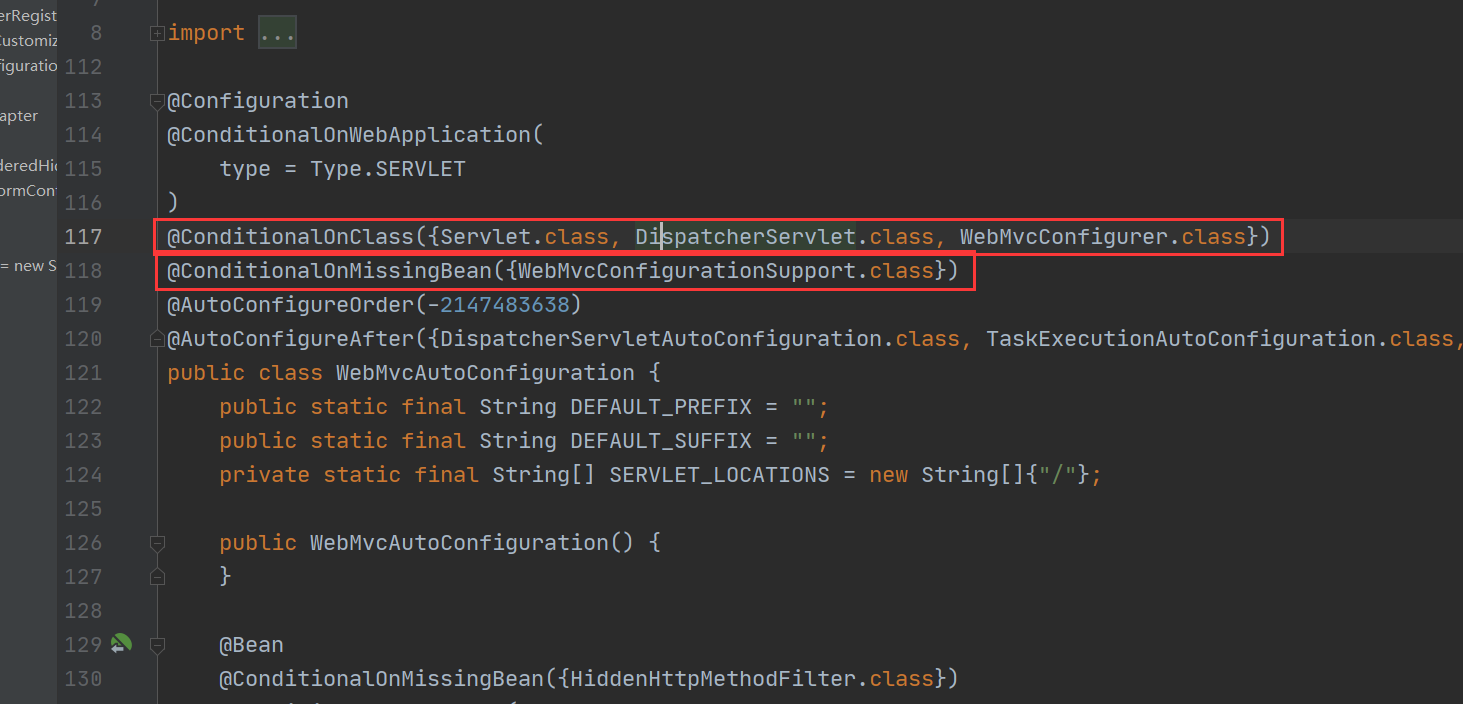 erRegist
Customiz
figuratio
apter
deredHid
ormConf
= new S
7
8 import ...
112
113 @Configuration
114 @ConditionalOnWebApplication(
115 type = Type.SERVLET
116 )
117 @ConditionalOnClass({Servlet.class, DispatcherServlet.class, WebMvcConfigurer.class})
118 @ConditionalOnMissingBean({WebMvcConfigurationSupport.class})
119 @AutoConfigureOrder(-2147483638)
120 @AutoConfigureAfter({DispatcherServletAutoConfiguration.class, TaskExecutionAutoConfiguration.class,
121 public class WebMvcAutoConfiguration {
122 public static final String DEFAULT_PREFIX = "";
123 public static final String DEFAULT_SUFFIX = "";
124 private static final String[] SERVLET_LOCATIONS = new String[]{"/"};
125
126 public WebMvcAutoConfiguration() {
127 }
128
129 @Bean
130 @ConditionalOnMissingBean({HiddenHttpMethodFilter.class})